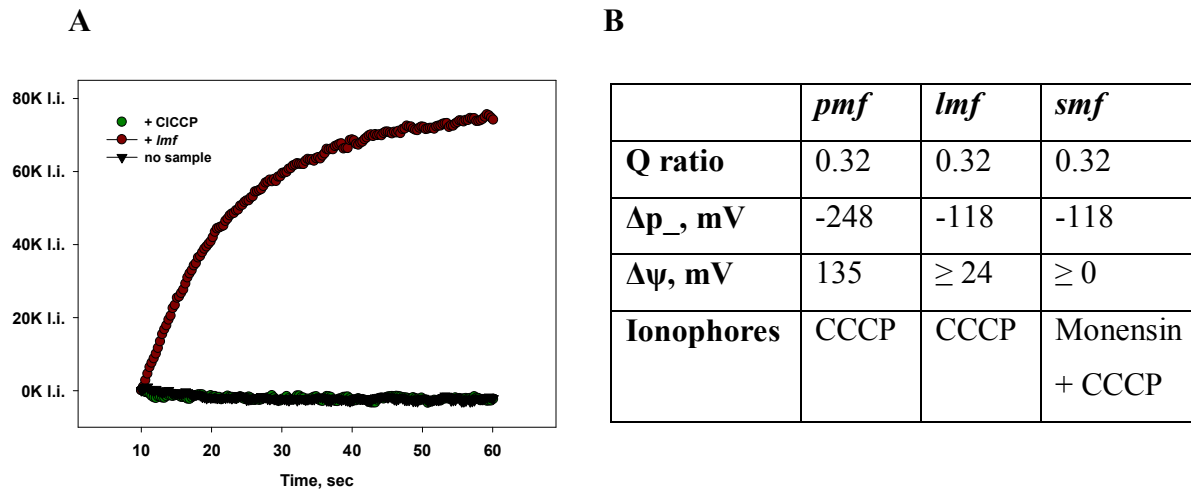 A
B
80K l.i.
60K l.i.
40K l.i.
20K l.i.
0K l.i.
+ ClCCP
+ lmf
no sample
10 20 30 40 50 60
Time, sec
pmf lmf smf
Q ratio 0.32 0.32 0.32
Δp_, mV -248 -118 -118
Δψ, mV 135 ≥ 24 ≥ 0
Ionophores CCCP CCCP Monensin
+ CCCP